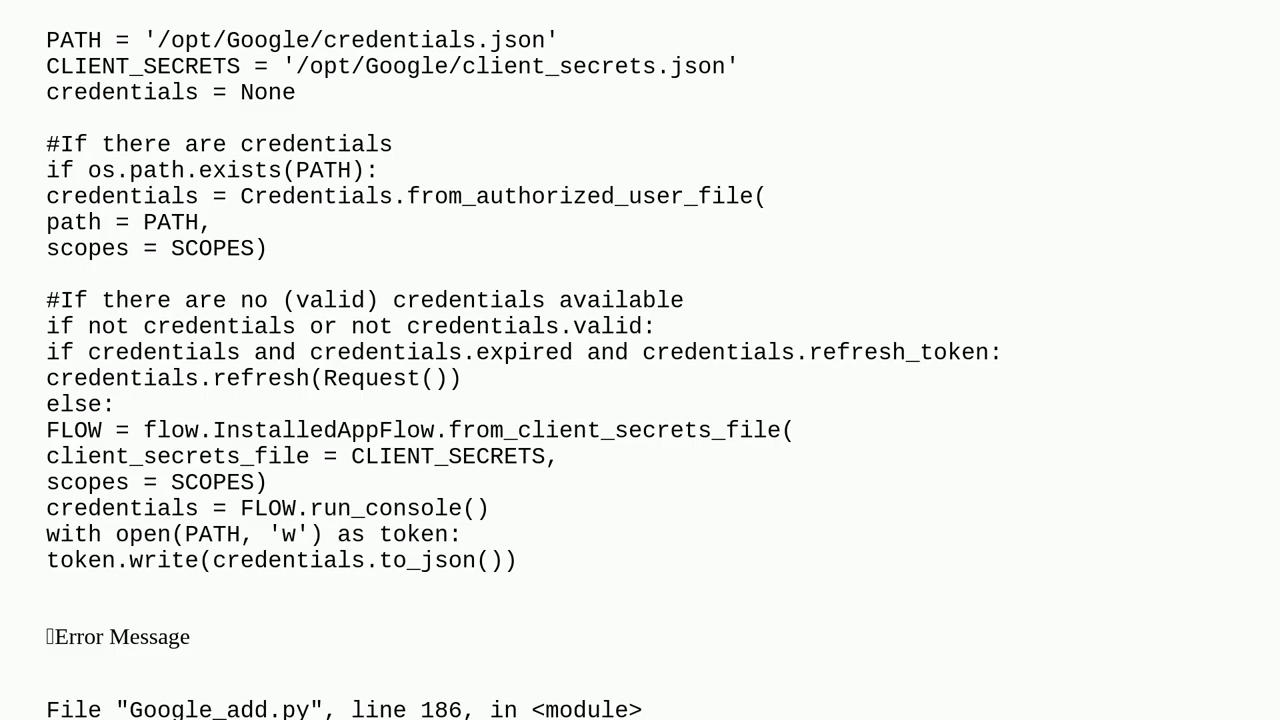 PATH = '/opt/Google/credentials.json'
CLIENT_SECRETS = '/opt/Google/client_secrets.json'
credentials = None
#If there are credentials
if os.path.exists(PATH):
credentials = Credentials.from_authorized_user_file(
path = PATH,
scopes = SCOPES)
#If there are no (valid) credentials available
if not credentials or not credentials.valid:
if credentials and credentials.expired and credentials.refresh_token:
credentials.refresh(Request())
else:
FLOW = flow.InstalledAppFlow.from_client_secrets_file(
client_secrets_file = CLIENT_SECRETS,
scopes = SCOPES)
credentials = FLOW.run_console()
with open(PATH, 'w') as token:
token.write(credentials.to_json())
Error Message
File "Google_add.py", line 186, in <module>